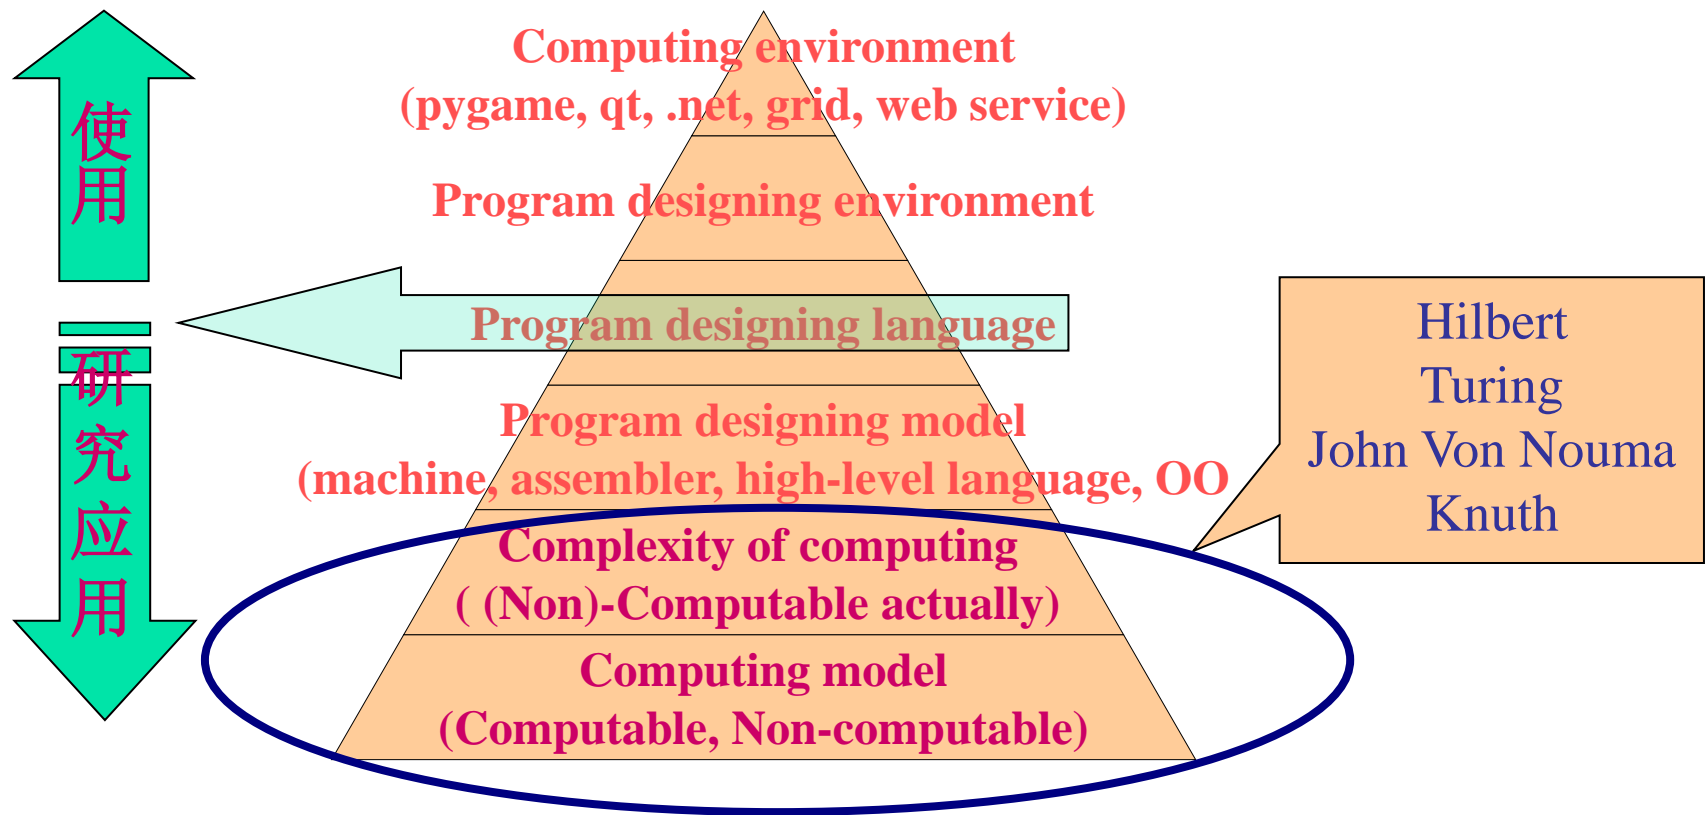 使
用
研
究
应
用
Computing environment
(pygame, qt, .net, grid, web service)
Program designing environment
Program designing language
Program designing model
(machine, assembler, high-level language, OO
Complexity of computing
( (Non)-Computable actually)
Computing model
(Computable, Non-computable)
Hilbert
Turing
John Von Nouma
Knuth